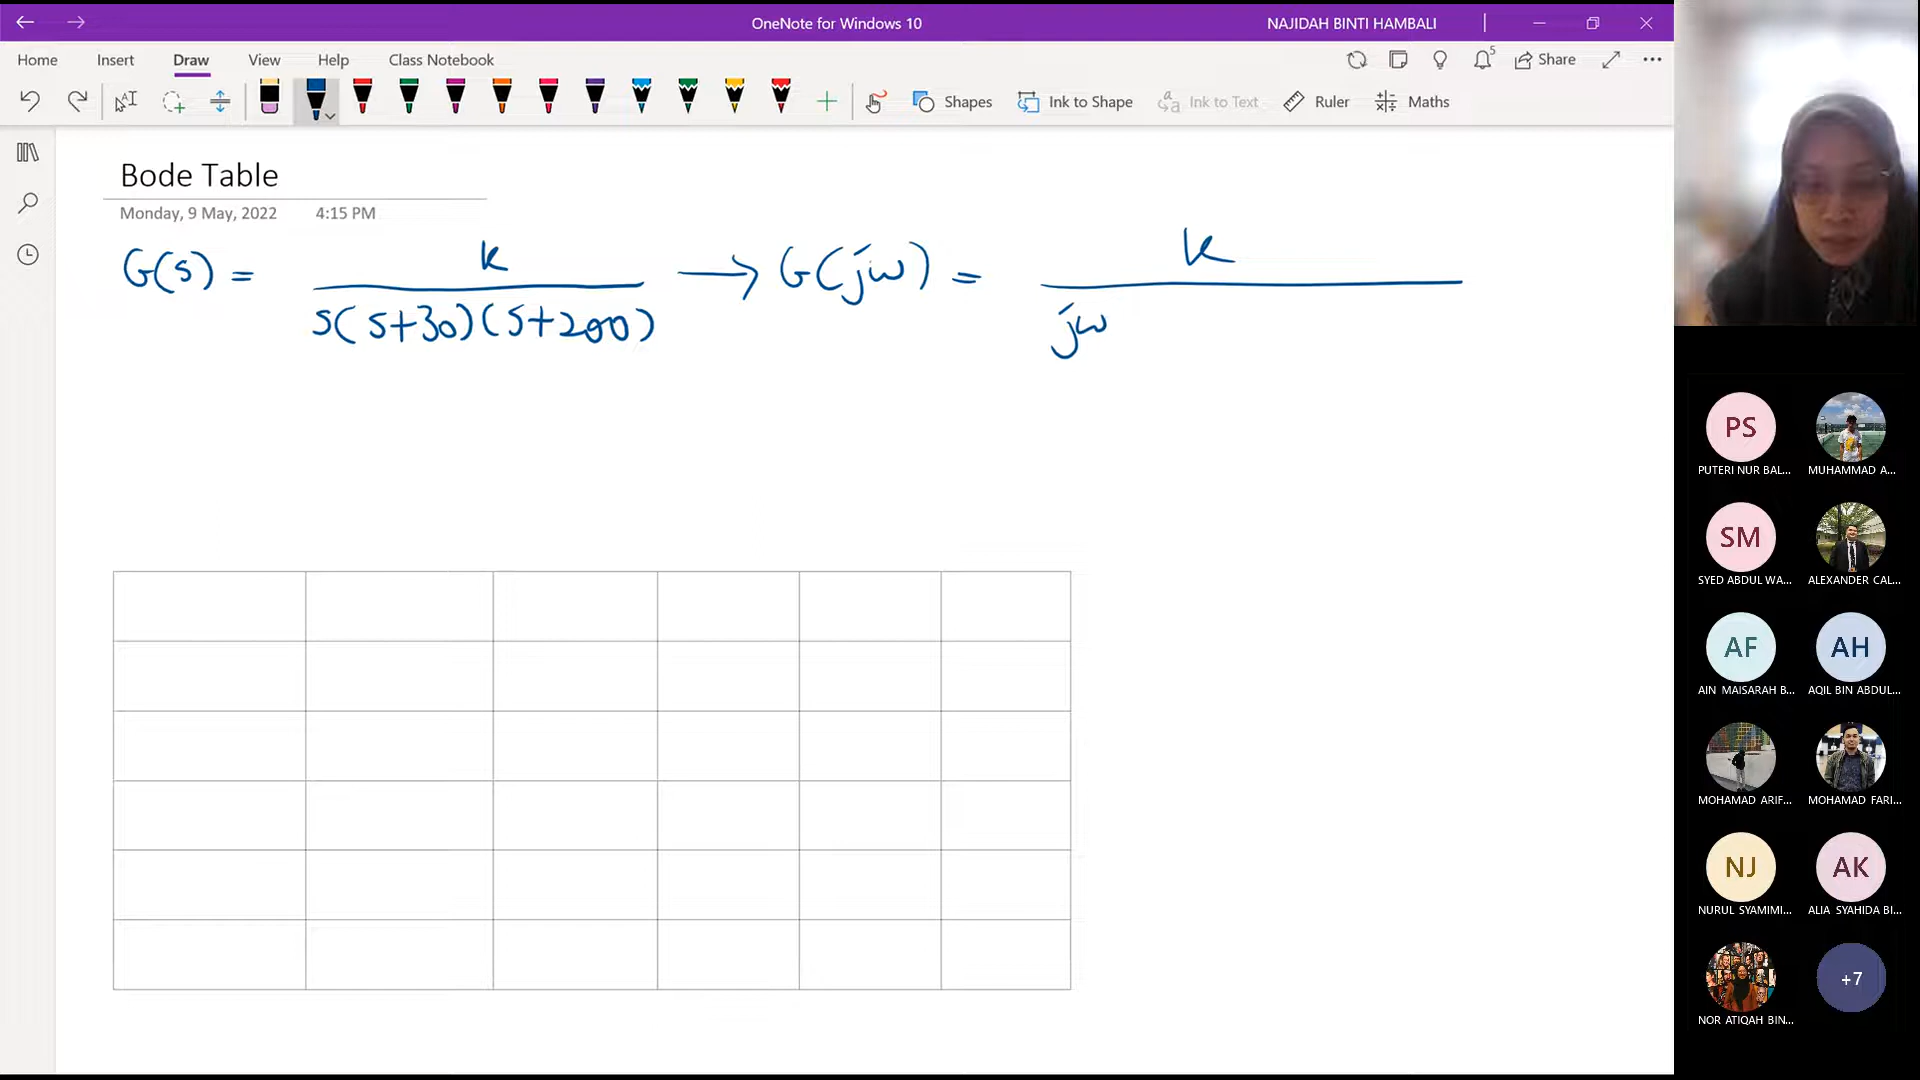 OneNote for Windows 10
NAJIDAH BINTI HAMBALI
Home Insert Draw View Help Class Notebook
5
Share
Shapes Ink to Shape Ink to Text Ruler Maths
Bode Table
Monday, 9 May, 2022 4:15 PM
G(s) = K / s(s+30)(s+200) → G(jω) = K / jω
PS
PUTERI NUR BAL... MUHAMMAD A...
SM
SYED ABDUL WA... ALEXANDER CAL...
AF AH
AIN MAISARAH B... AQIL BIN ABDUL...
MOHAMAD ARIF... MOHAMAD FARI...
NJ AK
NURUL SYAMIMI... ALIA SYAHIDA BI...
+7
NOR ATIQAH BIN...